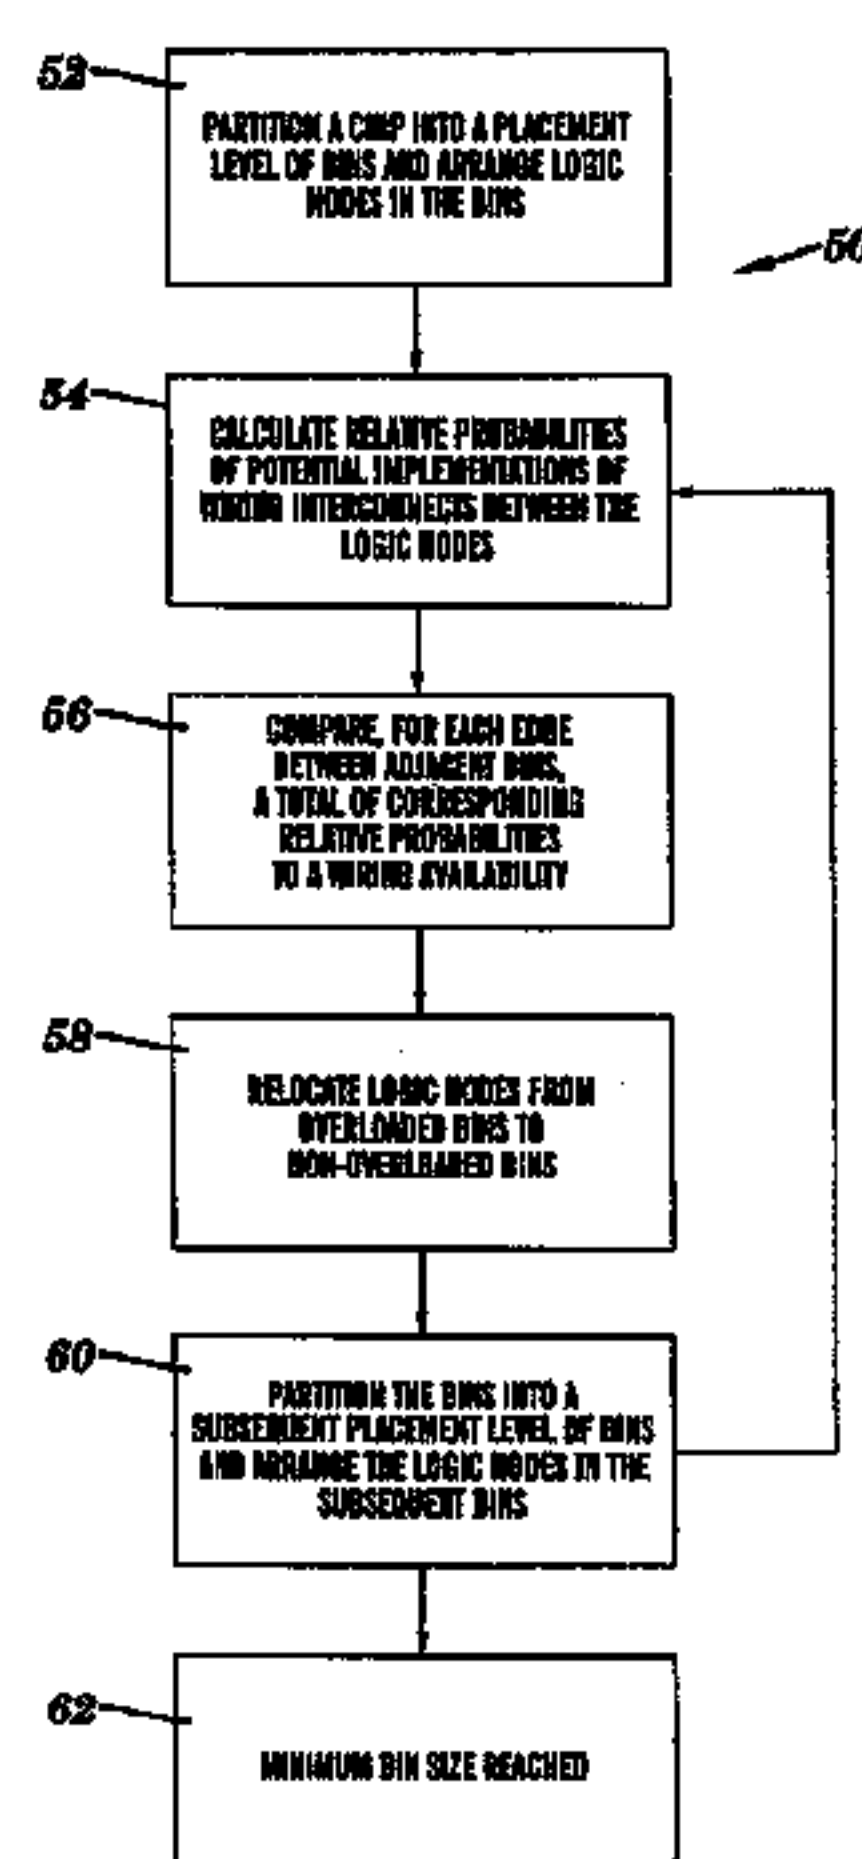 52
PARTITION A CHIP INTO A PLACEMENT
LEVEL OF BINS AND ARRANGE LOGIC
NODES IN THE BINS
50
54
CALCULATE RELATIVE PROBABILITIES
OF POTENTIAL IMPLEMENTATIONS OF
WIRING INTERCONNECTS BETWEEN THE
LOGIC NODES
56
COMPARE, FOR EACH EDGE
BETWEEN ADJACENT BINS,
A TOTAL OF CORRESPONDING
RELATIVE PROBABILITIES
TO A WIRING AVAILABILITY
58
RELOCATE LOGIC NODES FROM
OVERLOADED BINS TO
NON-OVERLOADED BINS
60
PARTITION THE BINS INTO A
SUBSEQUENT PLACEMENT LEVEL OF BINS
AND ARRANGE THE LOGIC NODES IN THE
SUBSEQUENT BINS
62
MINIMUM BIN SIZE REACHED